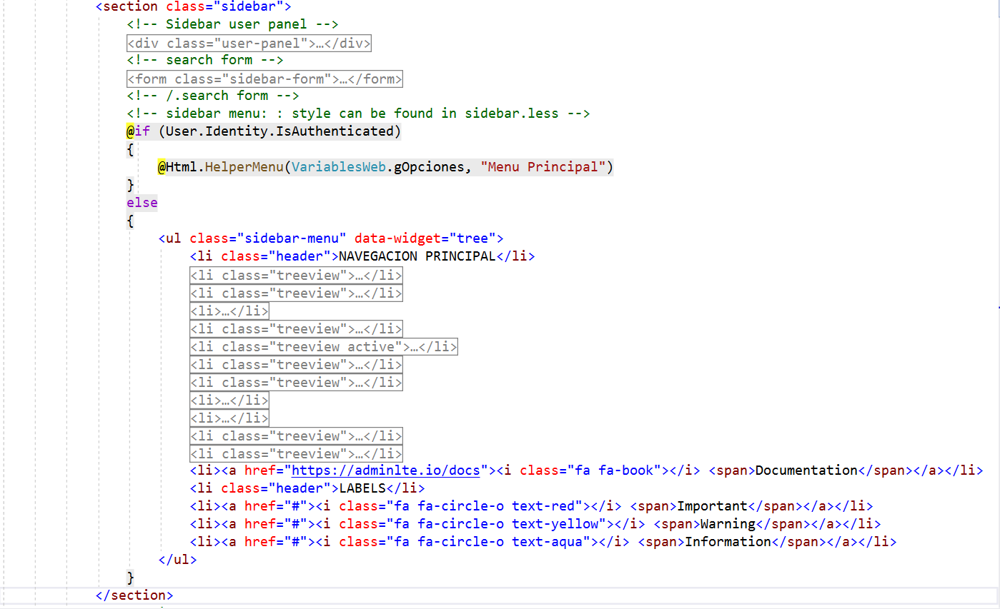 <section class="sidebar">
<!-- Sidebar user panel -->
<div class="user-panel">…</div>
<!-- search form -->
<form class="sidebar-form">…</form>
<!-- /.search form -->
<!-- sidebar menu: : style can be found in sidebar.less -->
@if (User.Identity.IsAuthenticated)
{
@Html.HelperMenu(VariablesWeb.gOpciones, "Menu Principal")
}
else
{
<ul class="sidebar-menu" data-widget="tree">
<li class="header">NAVEGACION PRINCIPAL</li>
<li class="treeview">…</li>
<li class="treeview">…</li>
<li>…</li>
<li class="treeview">…</li>
<li class="treeview active">…</li>
<li class="treeview">…</li>
<li class="treeview">…</li>
<li>…</li>
<li>…</li>
<li class="treeview">…</li>
<li class="treeview">…</li>
<li><a href="https://adminlte.io/docs"><i class="fa fa-book"></i> <span>Documentation</span></a></li>
<li class="header">LABELS</li>
<li><a href="#"><i class="fa fa-circle-o text-red"></i> <span>Important</span></a></li>
<li><a href="#"><i class="fa fa-circle-o text-yellow"></i> <span>Warning</span></a></li>
<li><a href="#"><i class="fa fa-circle-o text-aqua"></i> <span>Information</span></a></li>
</ul>
}
</section>